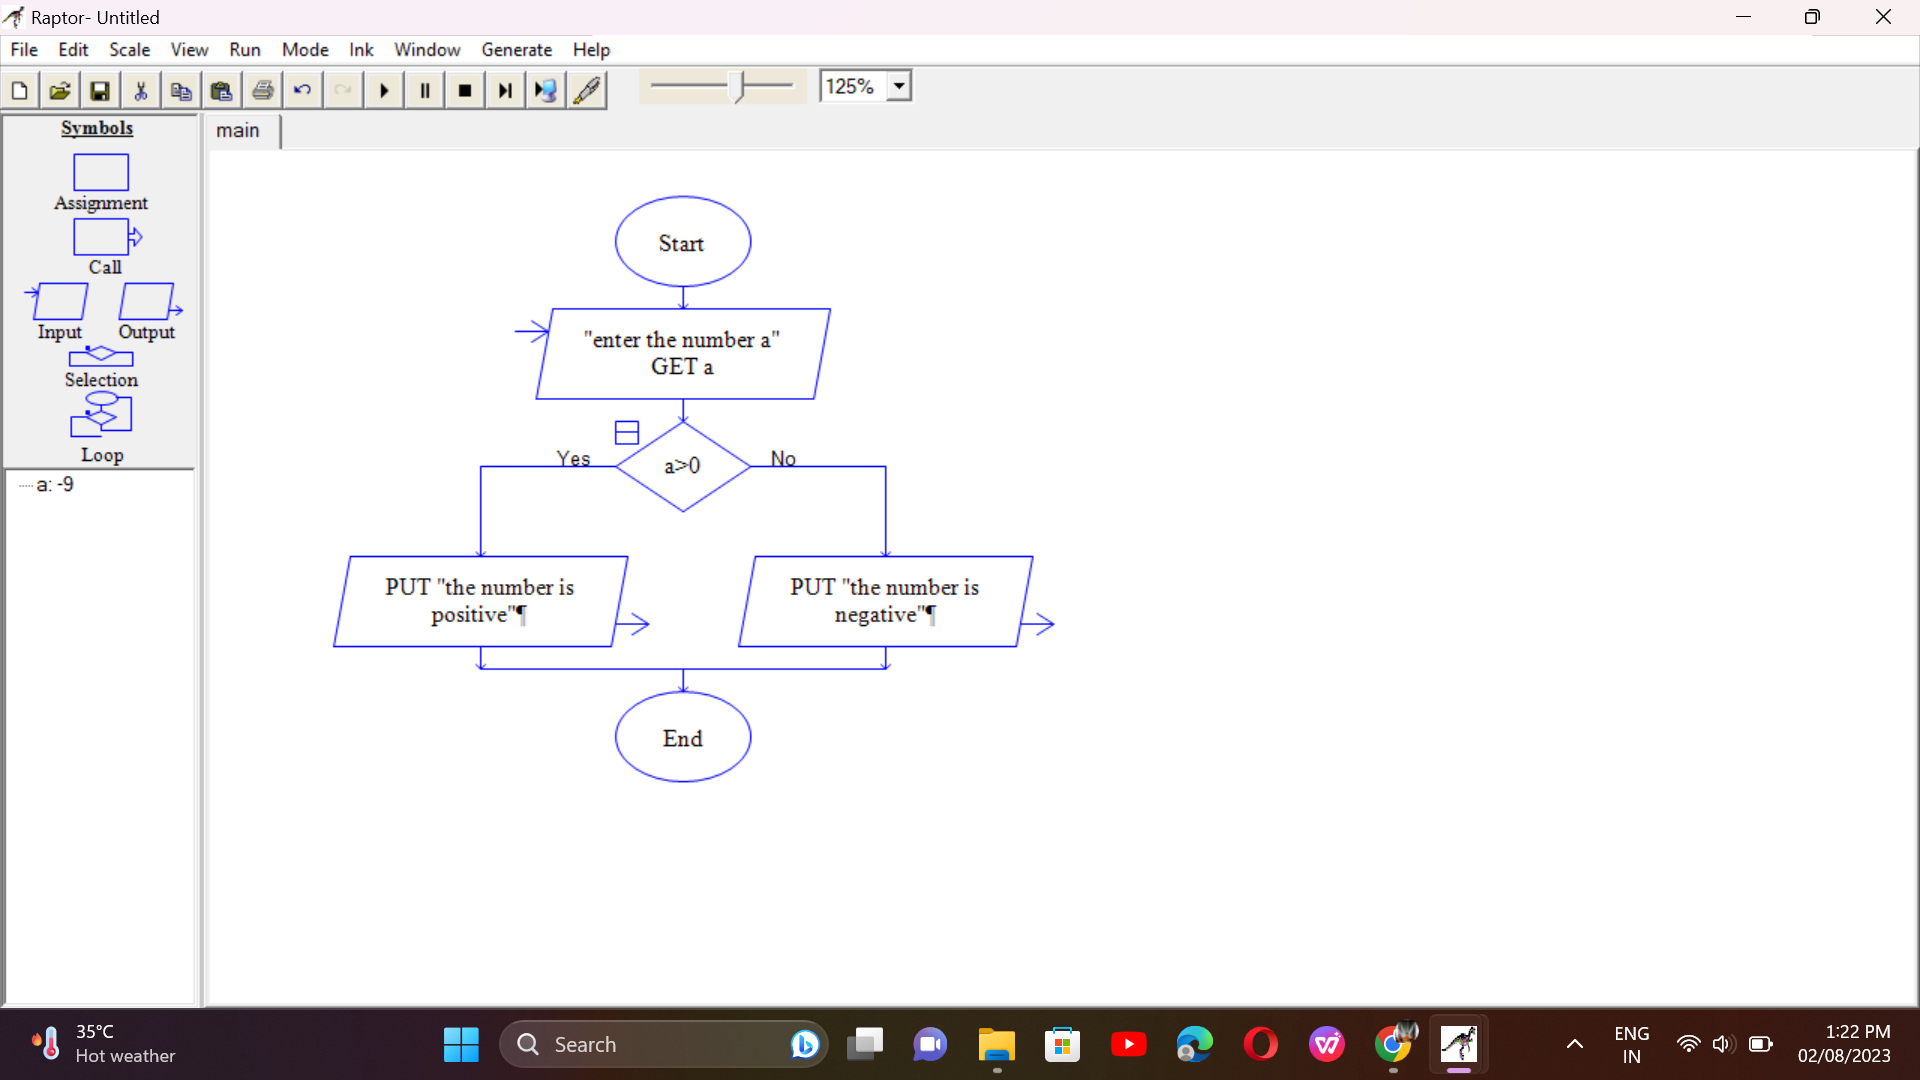 Raptor- Untitled
File Edit Scale View Run Mode Ink Window Generate Help
125%
Symbols
main
Assignment
Call
Input Output
Selection
Loop
a: -9
Start
"enter the number a"
GET a
Yes
a>0
No
PUT "the number is
positive"¶
PUT "the number is
negative"¶
End
35°C
Hot weather
Search
ENG
IN
1:22 PM
02/08/2023